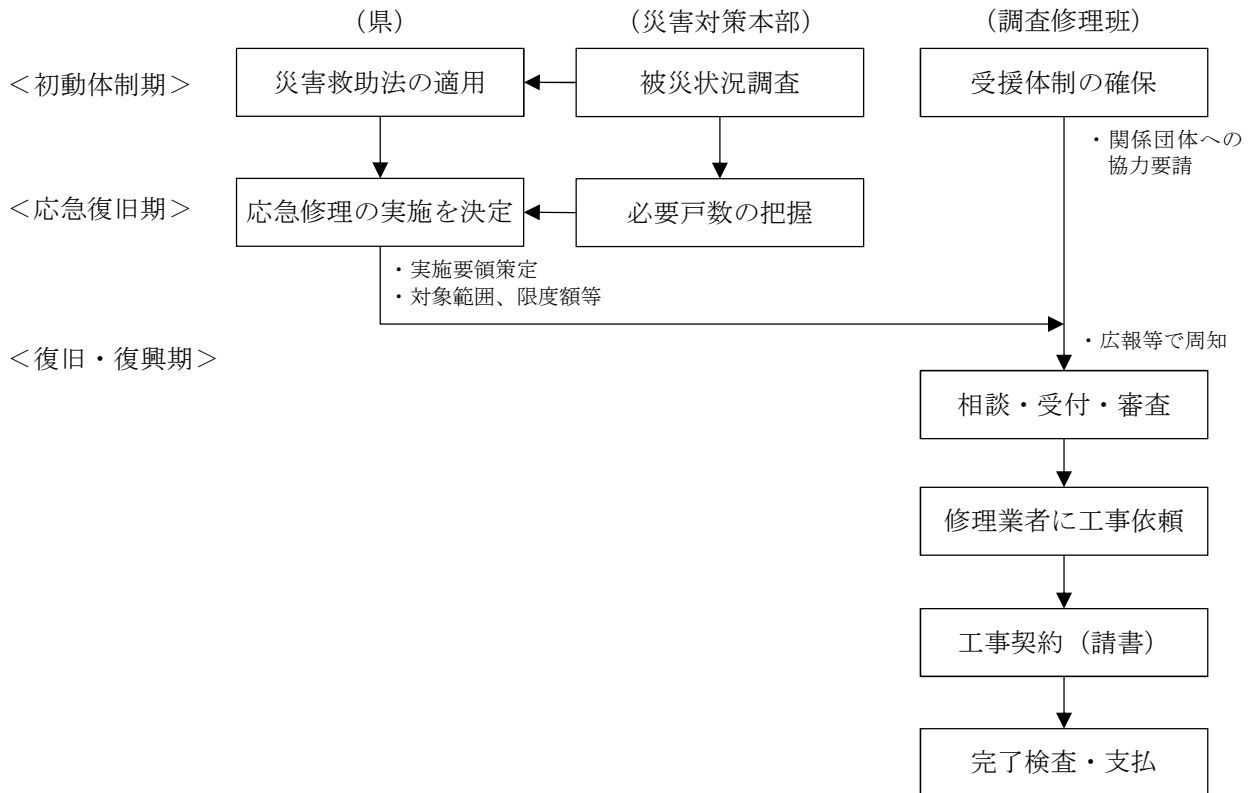 （県）
（災害対策本部）
（調査修理班）
＜初動体制期＞
災害救助法の適用
被災状況調査
受援体制の確保
・関係団体への
協力要請
＜応急復旧期＞
応急修理の実施を決定
必要戸数の把握
・実施要領策定
・対象範囲、限度額等
＜復旧・復興期＞
・広報等で周知
相談・受付・審査
修理業者に工事依頼
工事契約（請書）
完了検査・支払